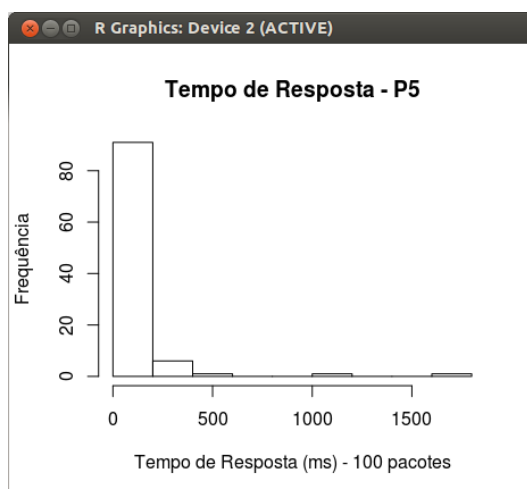 R Graphics: Device 2 (ACTIVE)
Tempo de Resposta - P5
Frequência
80
60
40
20
0
0 500 1000 1500
Tempo de Resposta (ms) - 100 pacotes